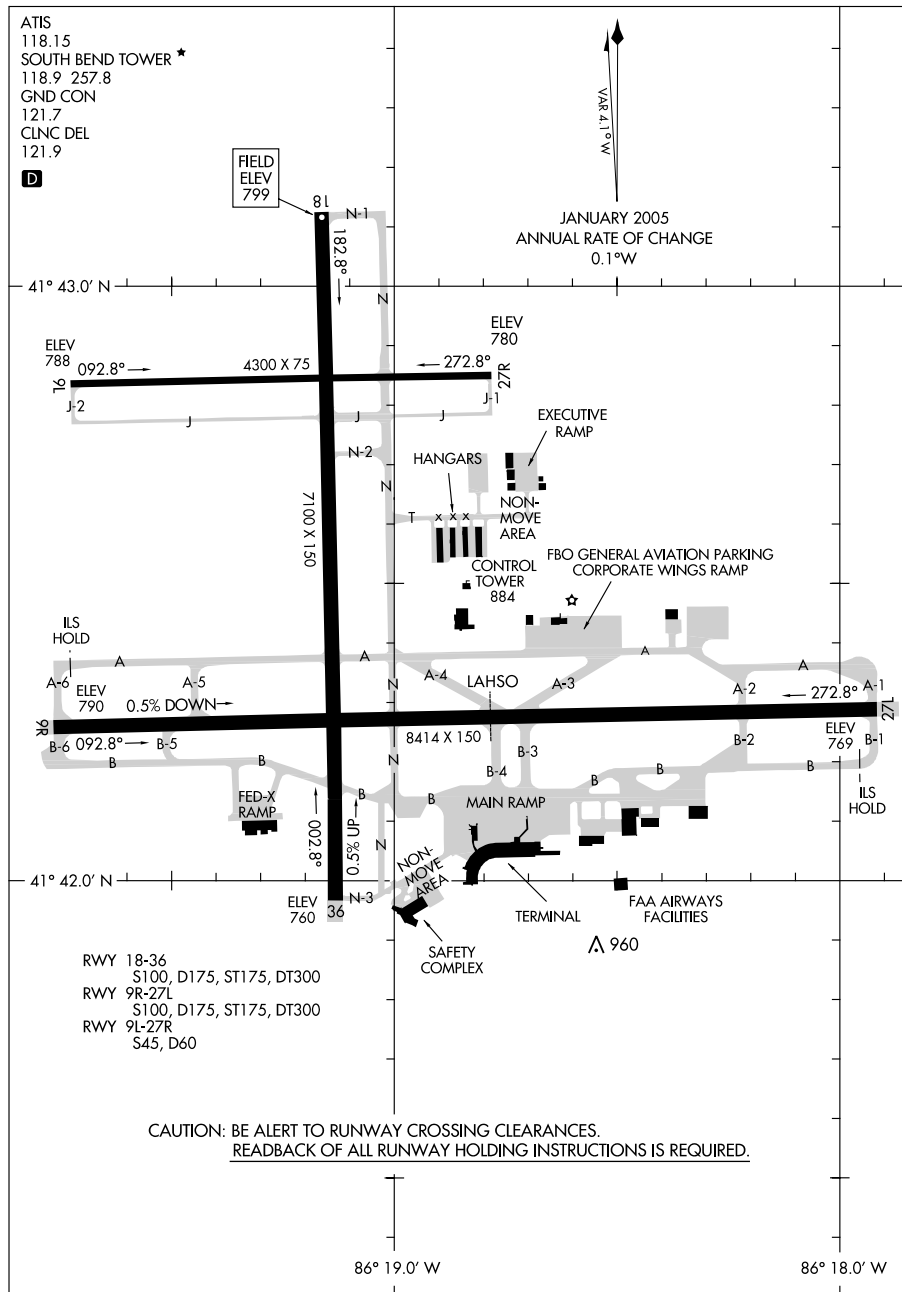 ATIS
118.15
SOUTH BEND TOWER
118.9 257.8
GND CON
121.7
CLNC DEL
121.9
D
VAR 4.1° W
JANUARY 2005
ANNUAL RATE OF CHANGE
0.1°W
FIELD
ELEV
799
18
N-1
182.8°
N
41° 43.0' N
ELEV
788
092.8°
4300 X 75
272.8°
ELEV
780
9L
27R
J-2
J
J
J
J-1
N-2
N
7100 X 150
HANGARS
EXECUTIVE
RAMP
T
X X X
NON-
MOVE
AREA
CONTROL
TOWER
884
FBO GENERAL AVIATION PARKING
CORPORATE WINGS RAMP
ILS
HOLD
A
A
A
A
A-6
A-5
A-4
A-3
A-2
A-1
ELEV
790
0.5% DOWN
N
LAHSO
272.8°
9R
27L
B-6
092.8°
B-5
8414 X 150
B-4
B-3
B-2
ELEV
769
B-1
B
B
N
B
B
B
B
B
ILS
HOLD
FED-X
RAMP
002.8°
0.5% UP
N
MAIN RAMP
NON-
MOVE
AREA
41° 42.0' N
ELEV
760
36
N-3
TERMINAL
FAA AIRWAYS
FACILITIES
SAFETY
COMPLEX
960
RWY 18-36
S100, D175, ST175, DT300
RWY 9R-27L
S100, D175, ST175, DT300
RWY 9L-27R
S45, D60
CAUTION: BE ALERT TO RUNWAY CROSSING CLEARANCES.
READBACK OF ALL RUNWAY HOLDING INSTRUCTIONS IS REQUIRED.
86° 19.0' W
86° 18.0' W